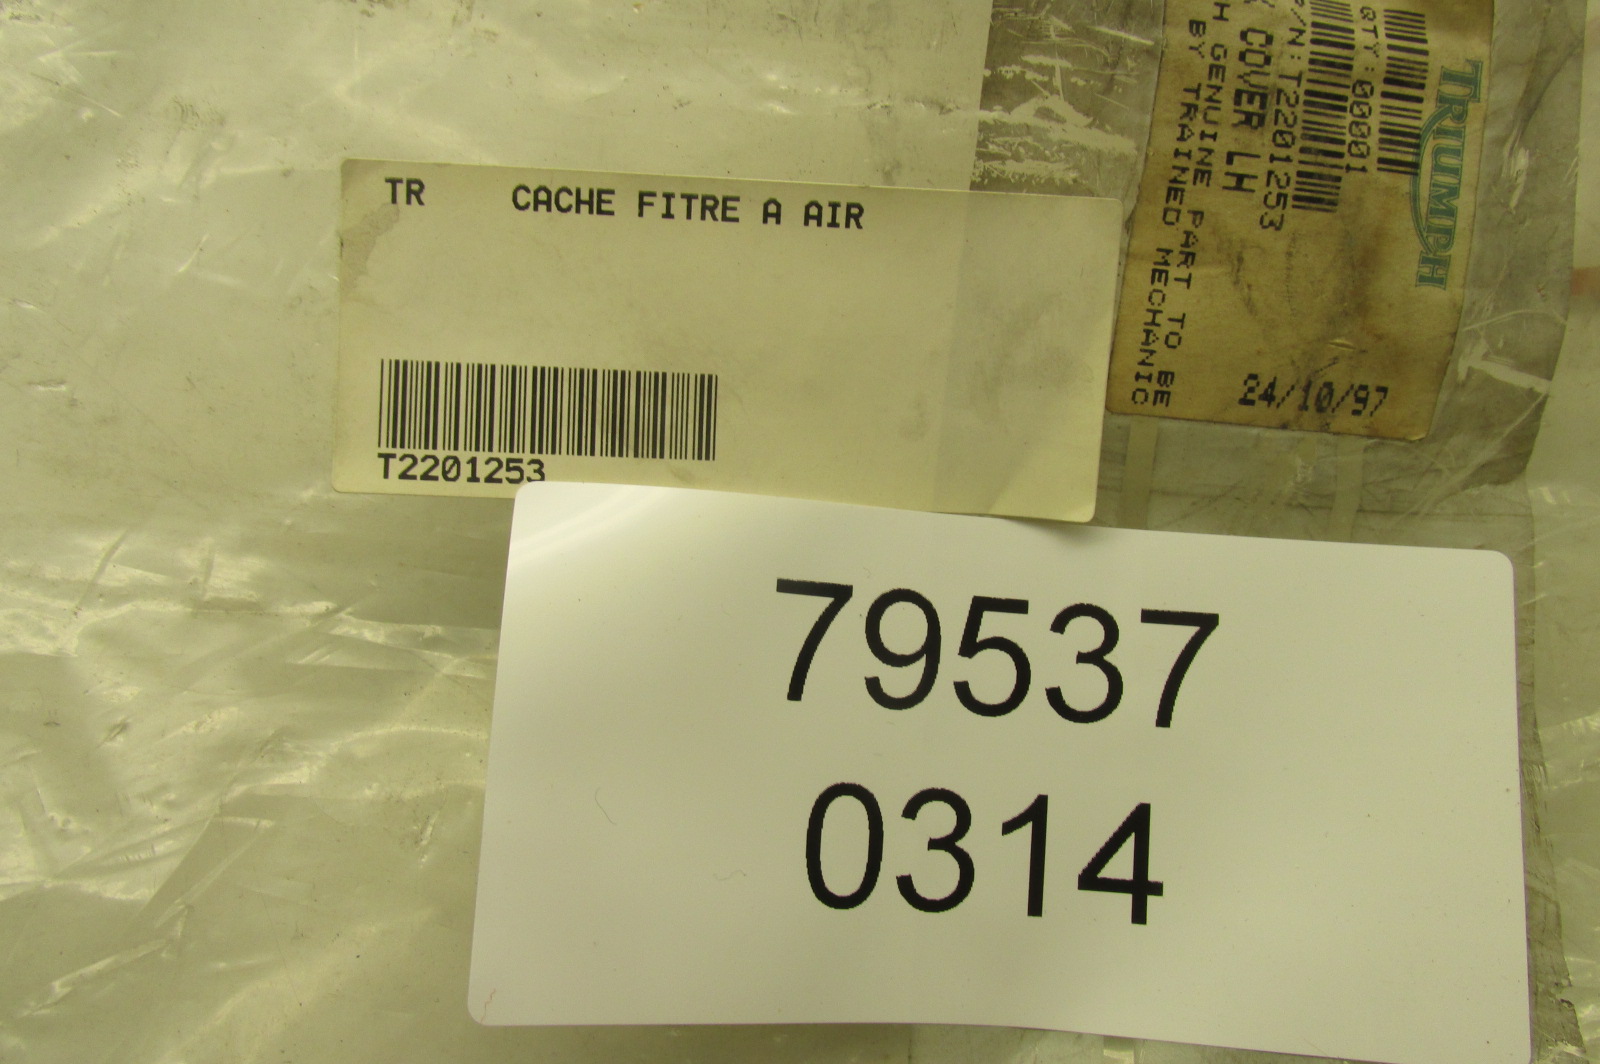 TR CACHE FITRE A AIR
T2201253
79537
0314
TRIUMPH
QTY:00001
P/N:T2201253
COVER LH
GENUINE PART TO BE
BY TRAINED MECHANIC
24/10/97